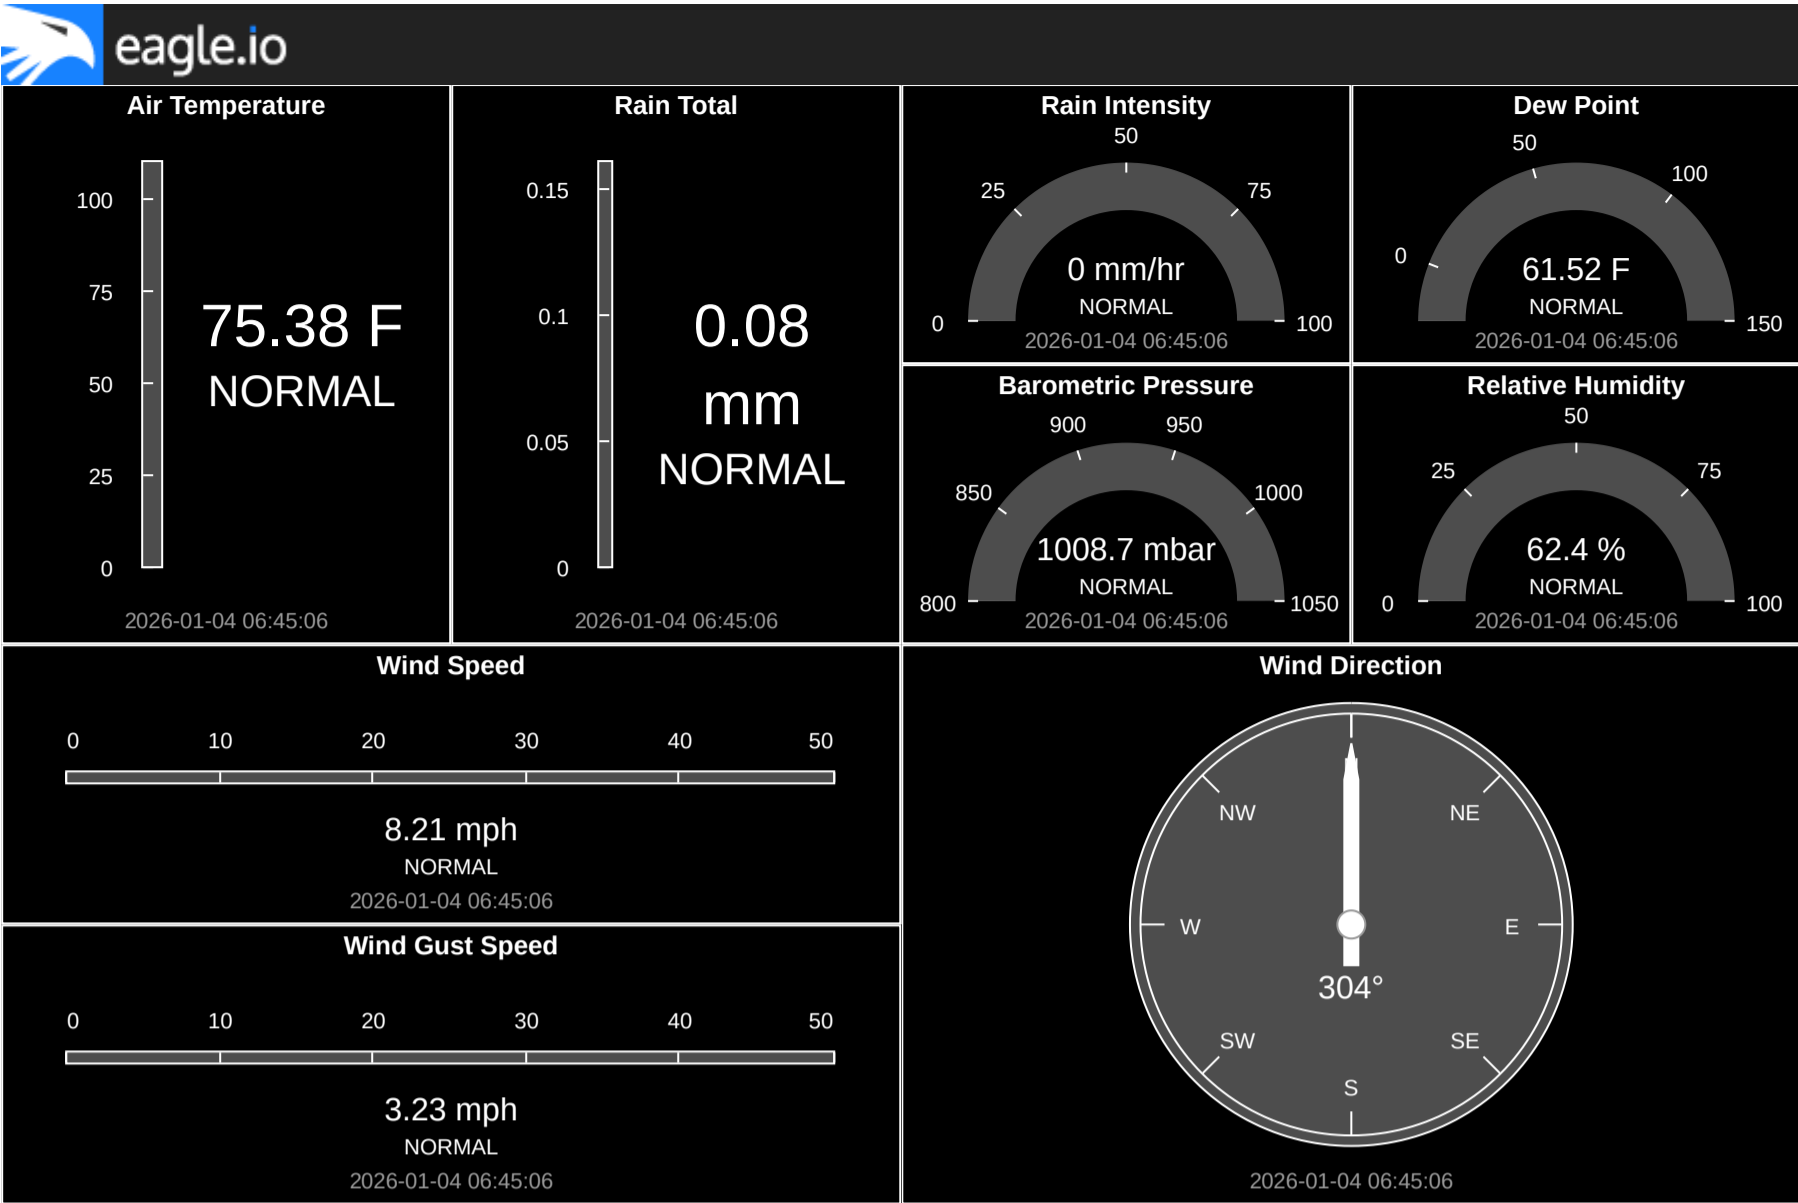 eagle.io
Air Temperature
100
75
50
25
0
75.38 F
NORMAL
2026-01-04 06:45:06
Rain Total
0.15
0.1
0.05
0
0.08
mm
NORMAL
2026-01-04 06:45:06
Rain Intensity
0
25
50
75
100
0 mm/hr
NORMAL
2026-01-04 06:45:06
Dew Point
0
50
100
150
61.52 F
NORMAL
2026-01-04 06:45:06
Barometric Pressure
800
850
900
950
1000
1050
1008.7 mbar
NORMAL
2026-01-04 06:45:06
Relative Humidity
0
25
50
75
100
62.4 %
NORMAL
2026-01-04 06:45:06
Wind Speed
0 10 20 30 40 50
8.21 mph
NORMAL
2026-01-04 06:45:06
Wind Gust Speed
0 10 20 30 40 50
3.23 mph
NORMAL
2026-01-04 06:45:06
Wind Direction
NW NE
W E
304°
SW SE
S
2026-01-04 06:45:06